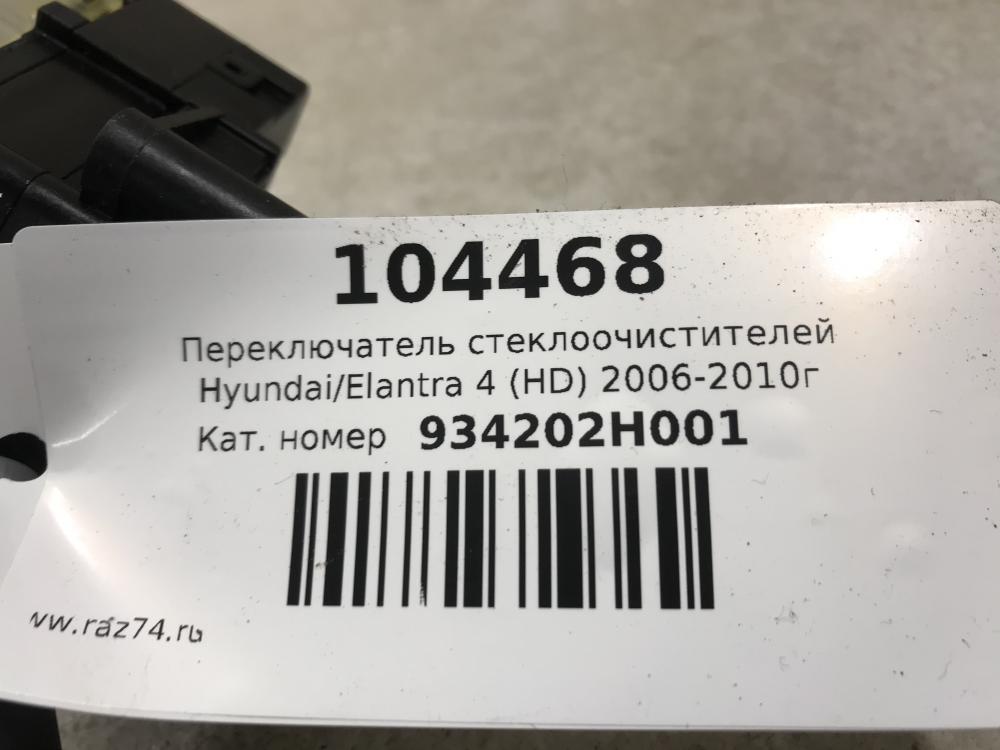 104468
Переключатель стеклоочистителей
Hyundai/Elantra 4 (HD) 2006-2010г
Кат. номер 934202H001
ww.raz74.ru